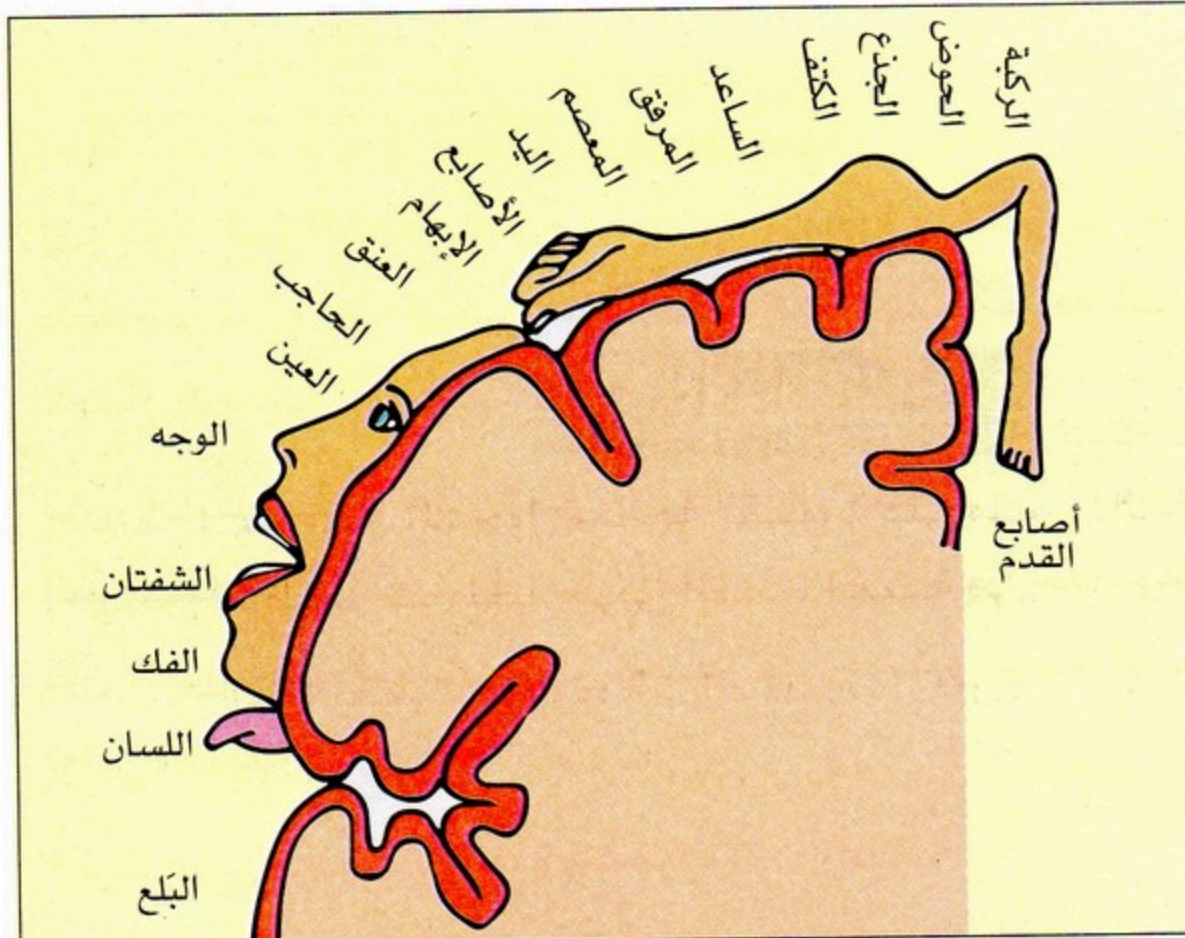 الركبة
الحوض
الجذع
الكتف
الساعد
المرفق
المعصم
اليد
الأصابع
الإبهام
العنق
الحاجب
العين
الوجه
الشفتان
الفك
اللسان
البَلع
أصابع
القدم